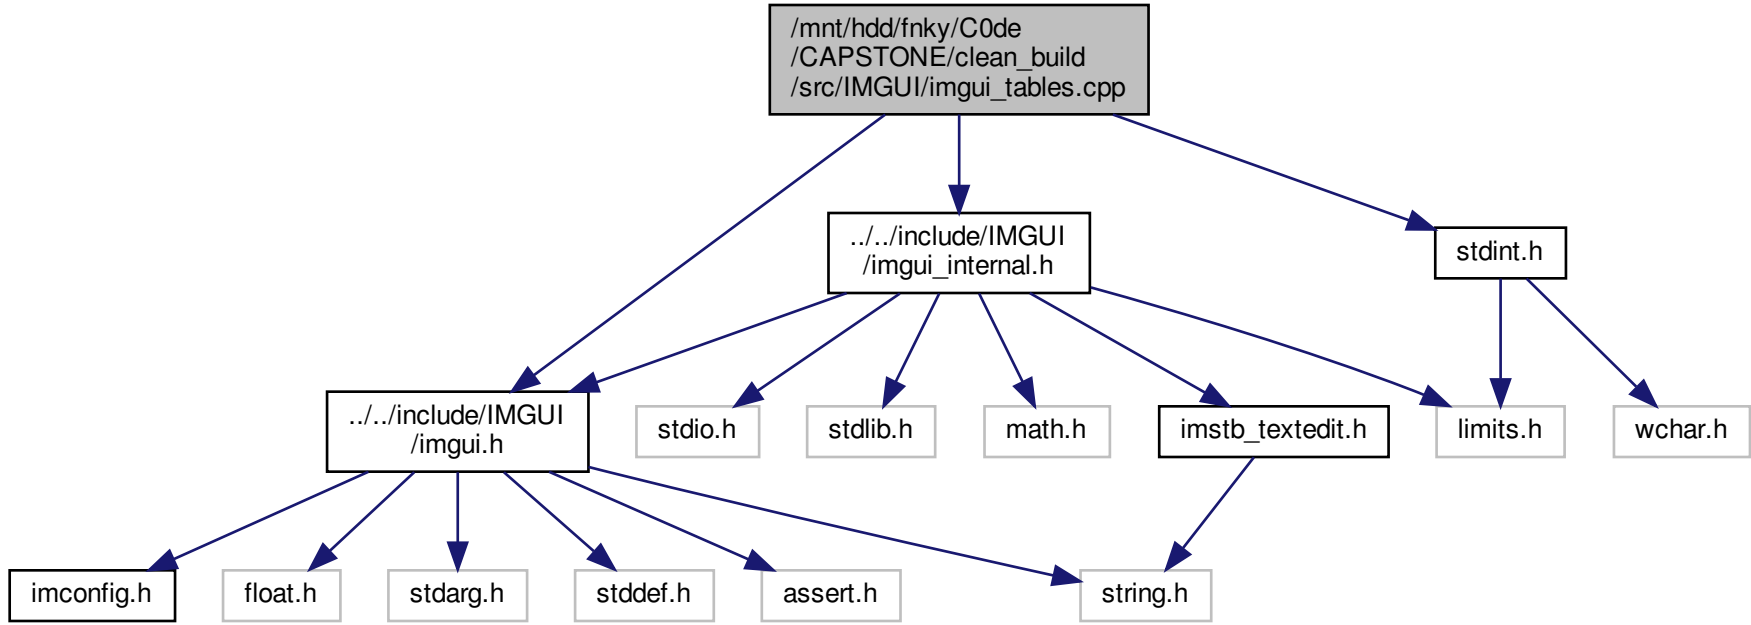 /mnt/hdd/fnky/C0de
/CAPSTONE/clean_build
/src/IMGUI/imgui_tables.cpp
../../include/IMGUI
/imgui_internal.h
stdint.h
../../include/IMGUI
/imgui.h
stdio.h
stdlib.h
math.h
imstb_textedit.h
limits.h
wchar.h
imconfig.h
float.h
stdarg.h
stddef.h
assert.h
string.h